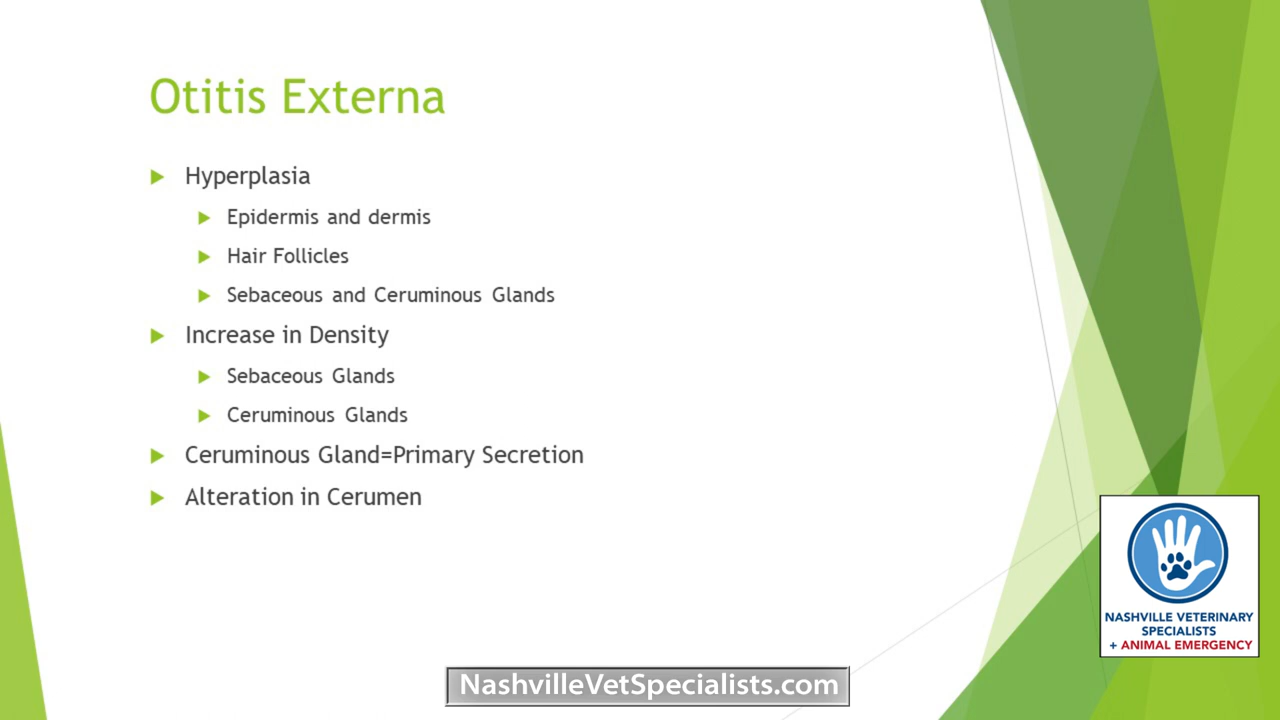 Otitis Externa
Hyperplasia
Epidermis and dermis
Hair Follicles
Sebaceous and Ceruminous Glands
Increase in Density
Sebaceous Glands
Ceruminous Glands
Ceruminous Gland=Primary Secretion
Alteration in Cerumen
NASHVILLE VETERINARY
SPECIALISTS
+ ANIMAL EMERGENCY
NashvilleVetSpecialists.com